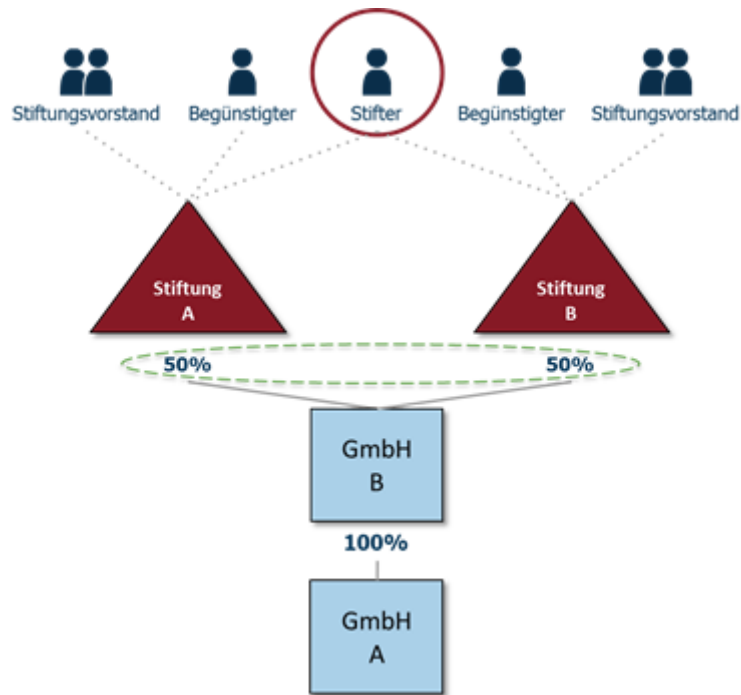 Stiftungsvorstand
Begünstigter
Stifter
Begünstigter
Stiftungsvorstand
Stiftung
A
Stiftung
B
50%
50%
GmbH
B
100%
GmbH
A